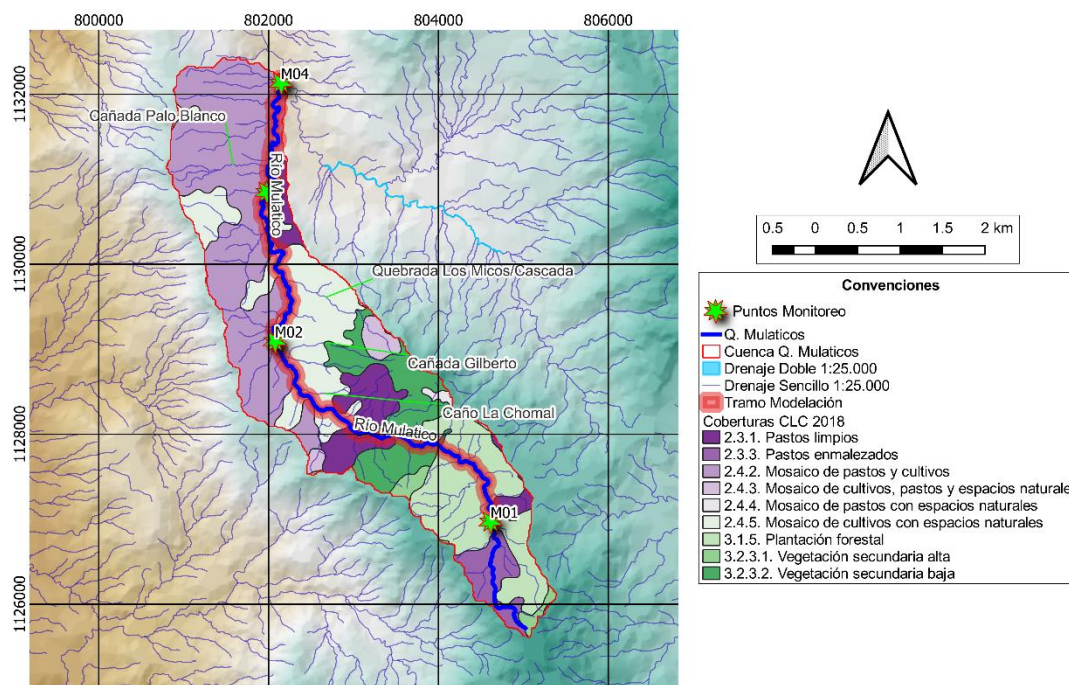 800000
802000
804000
806000
1132000
1130000
1128000
1126000
M04
Cañada Palo Blanco
Río Mulatico
Quebrada Los Micos/Cascada
M02
Cañada Gilberto
Caño La Chomal
Río Mulatico
M01
0.5 0 0.5 1 1.5 2 km
Convenciones
Puntos Monitoreo
Q. Mulaticos
Cuenca Q. Mulaticos
Drenaje Doble 1:25.000
Drenaje Sencillo 1:25.000
Tramo Modelación
Coberturas CLC 2018
2.3.1. Pastos limpios
2.3.3. Pastos enmalezados
2.4.2. Mosaico de pastos y cultivos
2.4.3. Mosaico de cultivos, pastos y espacios naturale
2.4.4. Mosaico de pastos con espacios naturales
2.4.5. Mosaico de cultivos con espacios naturales
3.1.5. Plantación forestal
3.2.3.1. Vegetación secundaria alta
3.2.3.2. Vegetación secundaria baja